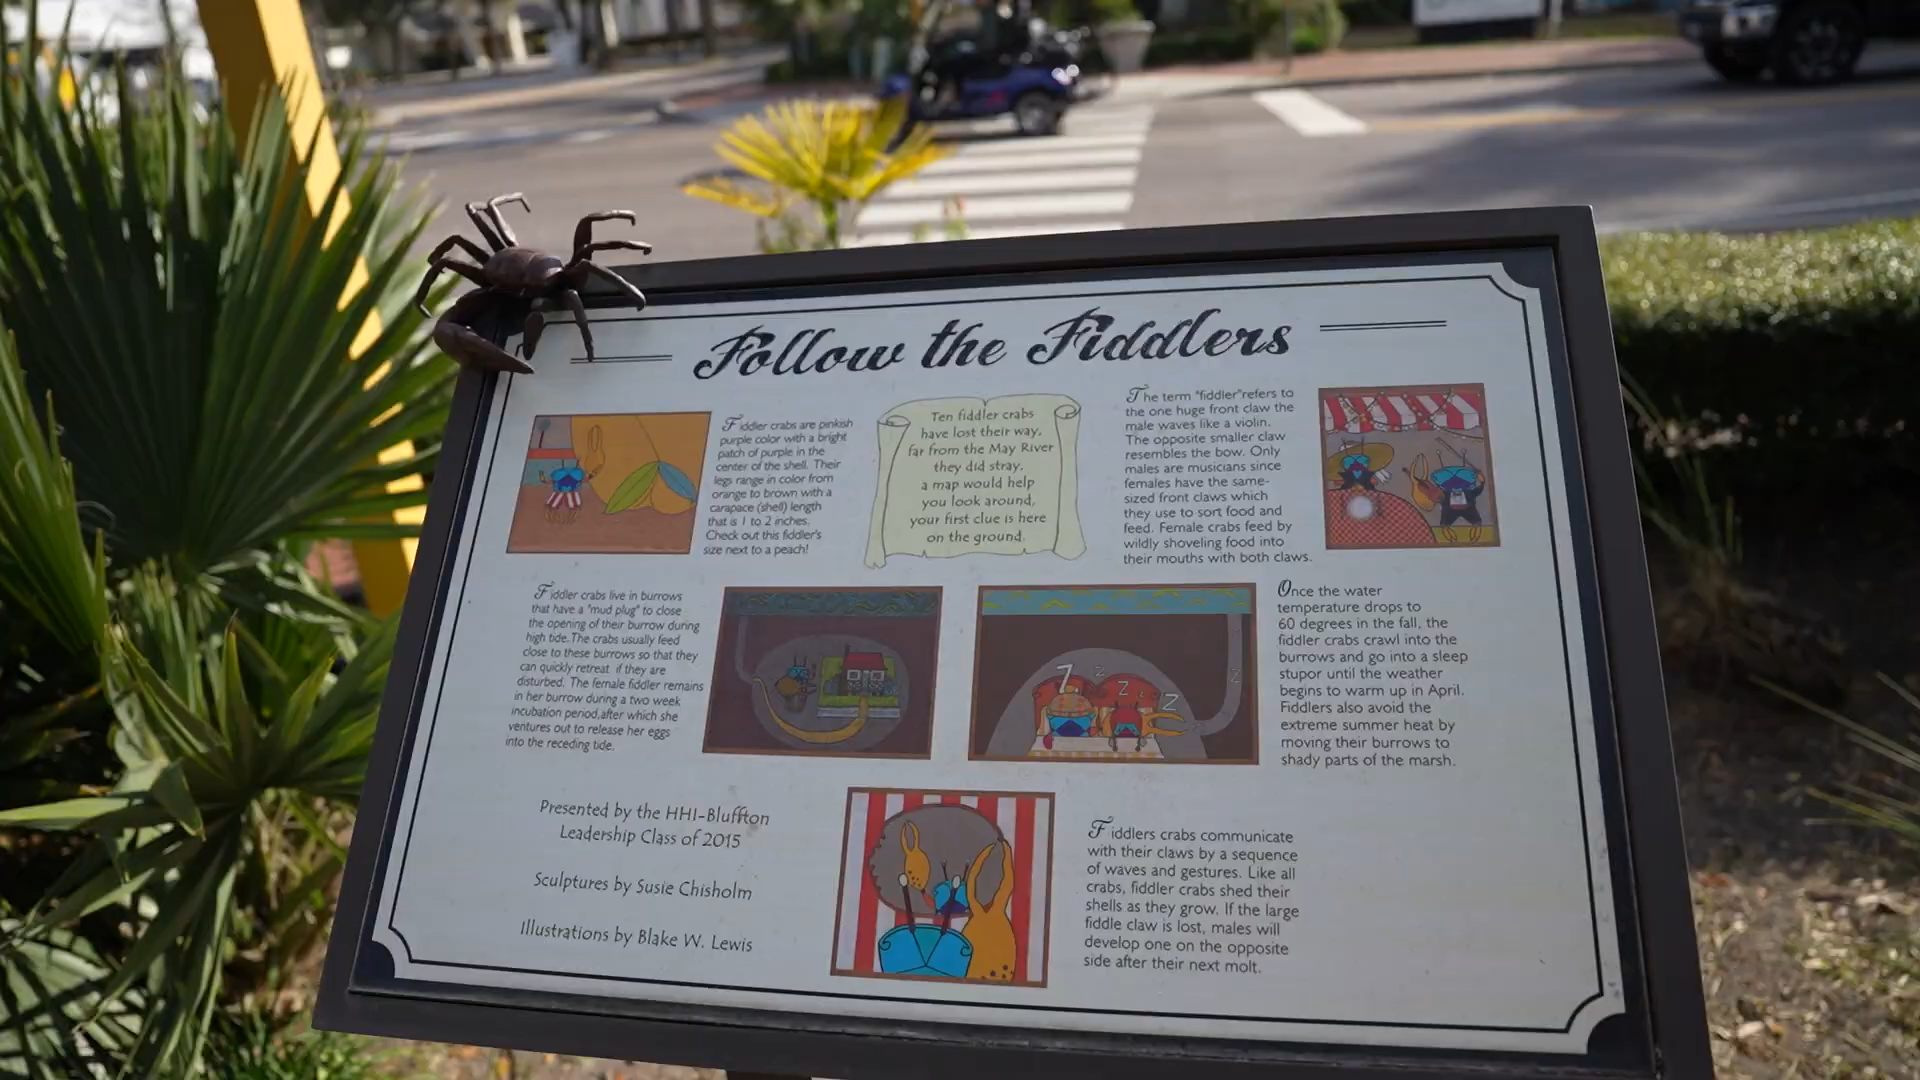 Follow the Fiddlers
Fiddler crabs are pinkish
purple color with a bright
patch of purple in the
center of the shell. Their
legs range in color from
orange to brown with a
carapace (shell) length
that is 1 to 2 inches.
Check out this fiddler's
size next to a peach!
Ten fiddler crabs
have lost their way,
far from the May River
they did stray,
a map would help
you look around,
your first clue is here
on the ground.
The term "fiddler"refers to
the one huge front claw the
male waves like a violin.
The opposite smaller claw
resembles the bow. Only
males are musicians since
females have the same-
sized front claws which
they use to sort food and
feed. Female crabs feed by
wildly shoveling food into
their mouths with both claws.
Fiddler crabs live in burrows
that have a "mud plug" to close
the opening of their burrow during
high tide. The crabs usually feed
close to these burrows so that they
can quickly retreat if they are
disturbed. The female fiddler remains
in her burrow during a two week
incubation period, after which she
ventures out to release her eggs
into the receding tide.
Z z Z z Z z
Once the water
temperature drops to
60 degrees in the fall, the
fiddler crabs crawl into the
burrows and go into a sleep
stupor until the weather
begins to warm up in April.
Fiddlers also avoid the
extreme summer heat by
moving their burrows to
shady parts of the marsh.
Presented by the HHI-Bluffton
Leadership Class of 2015
Sculptures by Susie Chisholm
Illustrations by Blake W. Lewis
Fiddlers crabs communicate
with their claws by a sequence
of waves and gestures. Like all
crabs, fiddler crabs shed their
shells as they grow. If the large
fiddle claw is lost, males will
develop one on the opposite
side after their next molt.